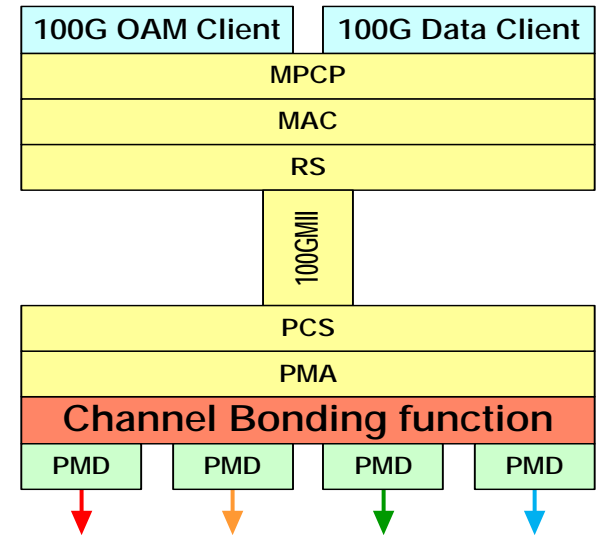 100G OAM Client 100G Data Client
MPCP
MAC
RS
100GMII
PCS
PMA
Channel Bonding function
PMD PMD PMD PMD